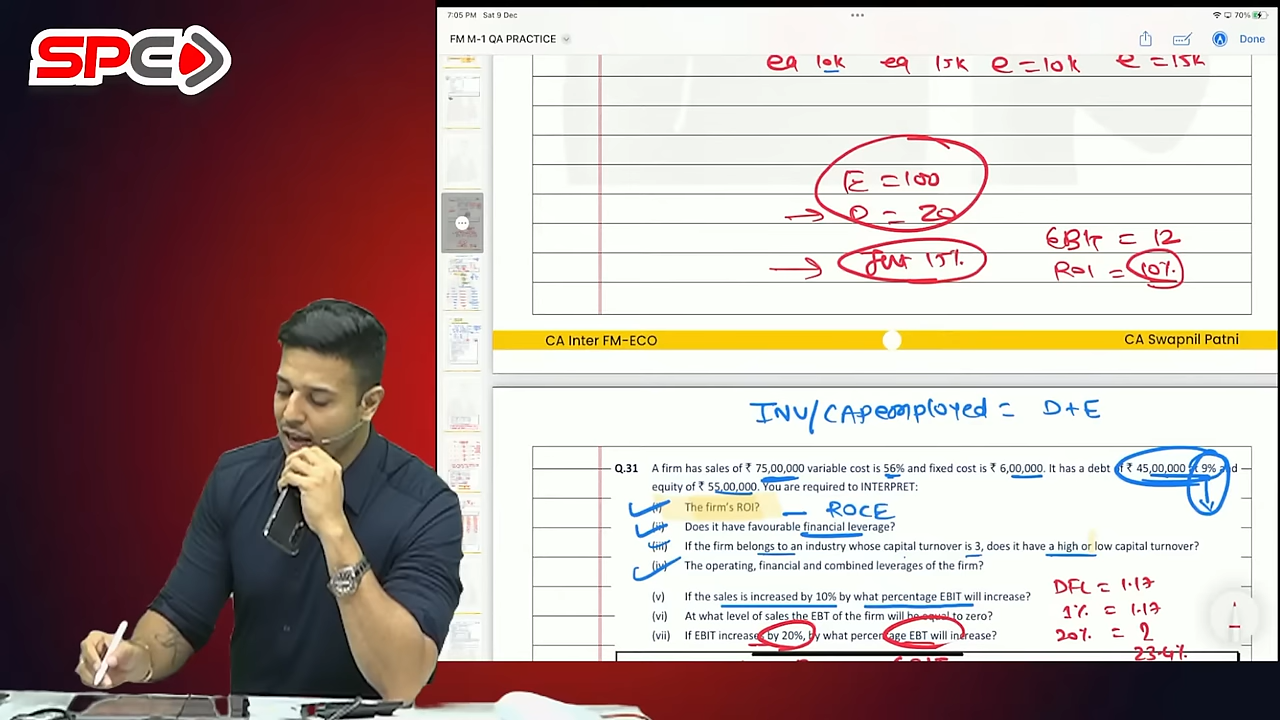 SPC
7:05 PM Sat 9 Dec
70%
FM M-1 QA PRACTICE
Done
eq 10k eq 15k e=10k e=15k
E = 100
D = 20
EBIT = 12
15%
ROI = 10%
CA Inter FM-ECO
CA Swapnil Patni
INV/CAPemployed = D+E
Q.31 A firm has sales of ₹ 75,00,000 variable cost is 56% and fixed cost is ₹ 6,00,000. It has a debt of ₹ 45,00,000 at 9% and
equity of ₹ 55,00,000. You are required to INTERPRET:
(i) The firm's ROI? — ROCE
(ii) Does it have favourable financial leverage?
(iii) If the firm belongs to an industry whose capital turnover is 3, does it have a high or low capital turnover?
(iv) The operating, financial and combined leverages of the firm?
DFL = 1.17
(v) If the sales is increased by 10% by what percentage EBIT will increase?
1% = 1.17
(vi) At what level of sales the EBT of the firm will be equal to zero?
20% = ?
(vii) If EBIT increases by 20%, by what percentage EBT will increase?
23.4%